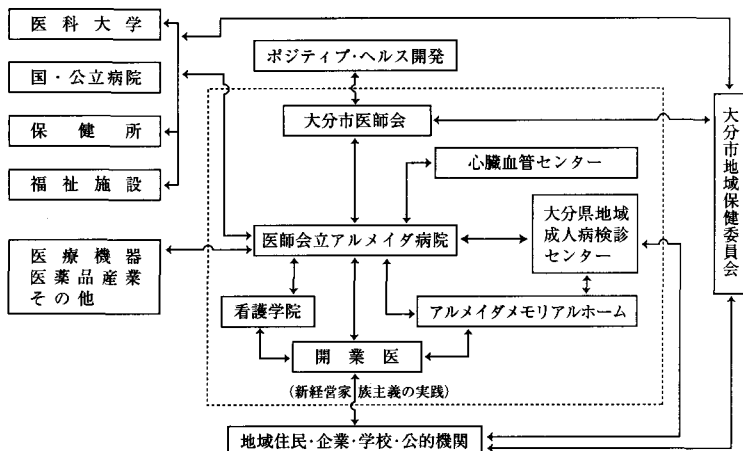 医科大学
国・公立病院
保健所
福祉施設
医療機器
医薬品産業
その他
ポジティブ・ヘルス開発
大分市医師会
心臓血管センター
医師会立アルメイダ病院
大分県地域
成人病検診
センター
看護学院
アルメイダメモリアルホーム
開業医
(新経営家族主義の実践)
地域住民・企業・学校・公的機関
大分市地域保健委員会